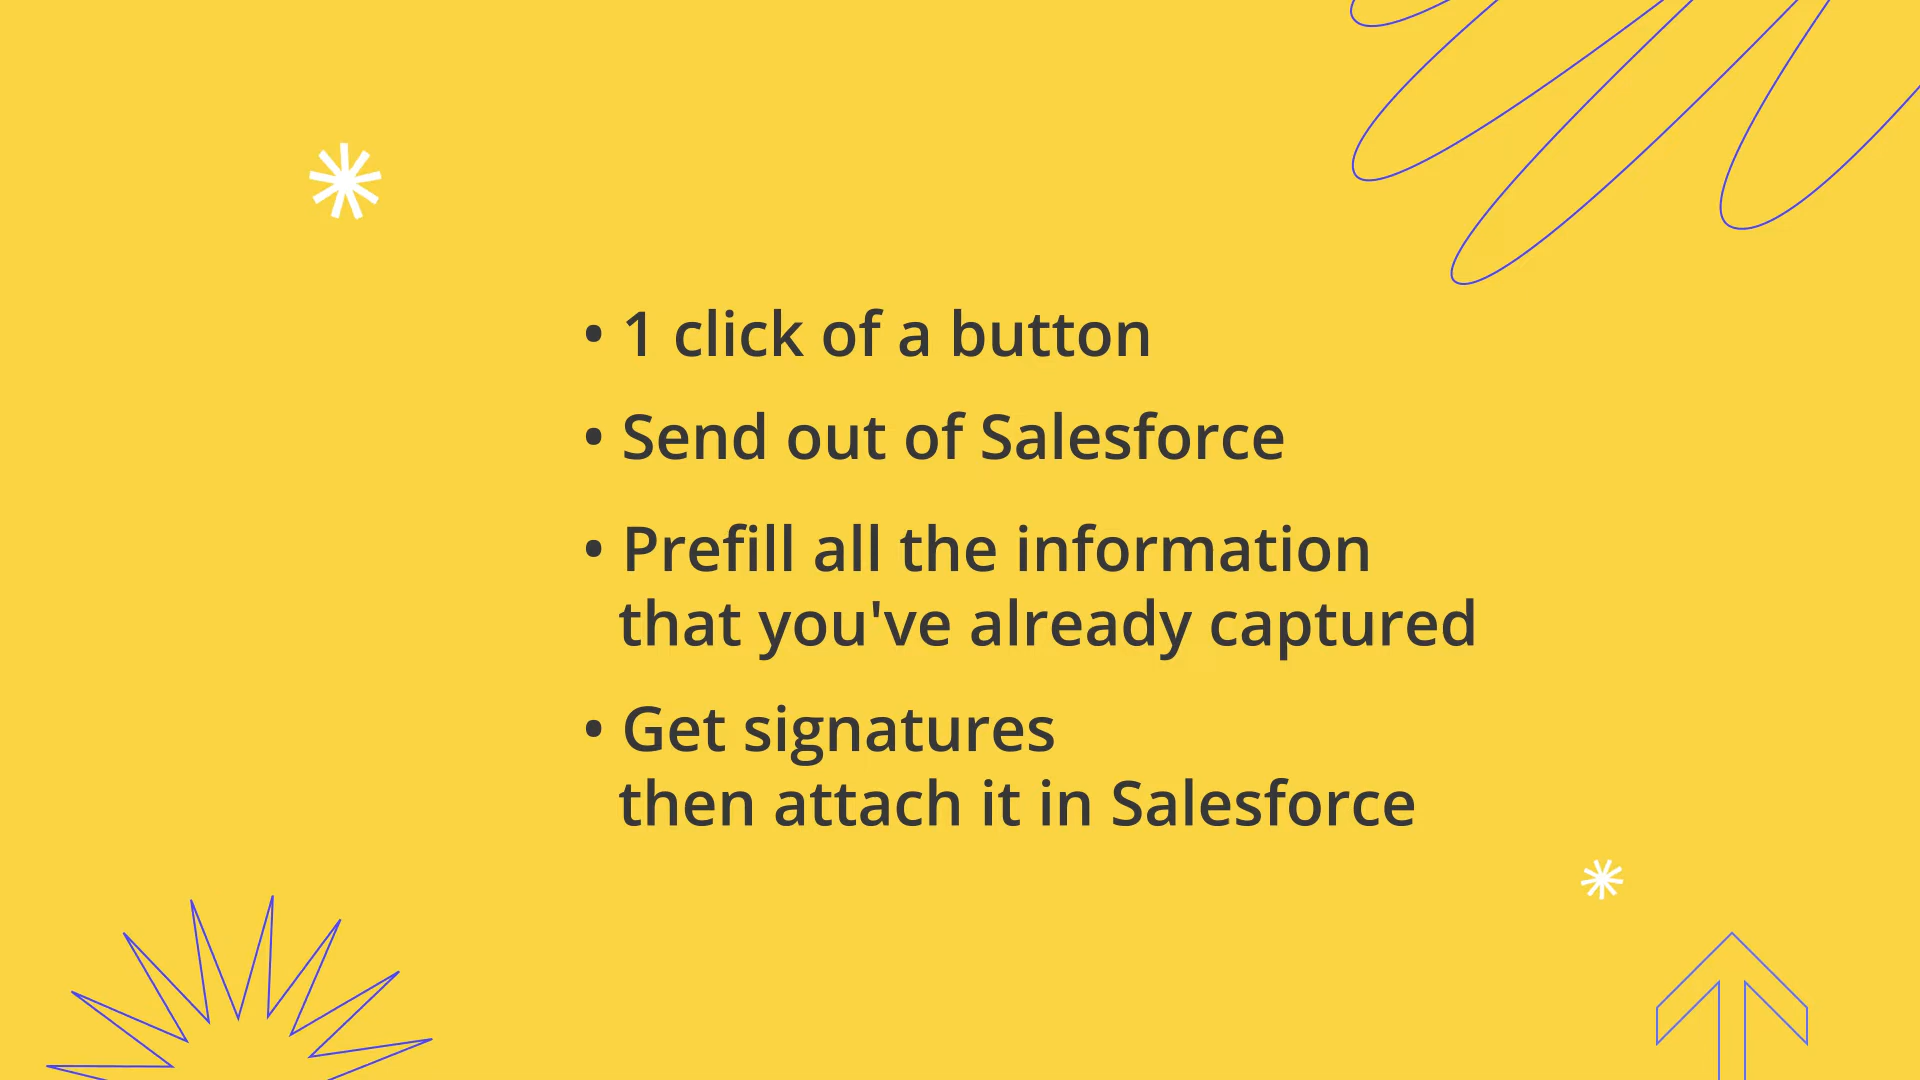 • 1 click of a button
• Send out of Salesforce
• Prefill all the information
that you've already captured
• Get signatures
then attach it in Salesforce